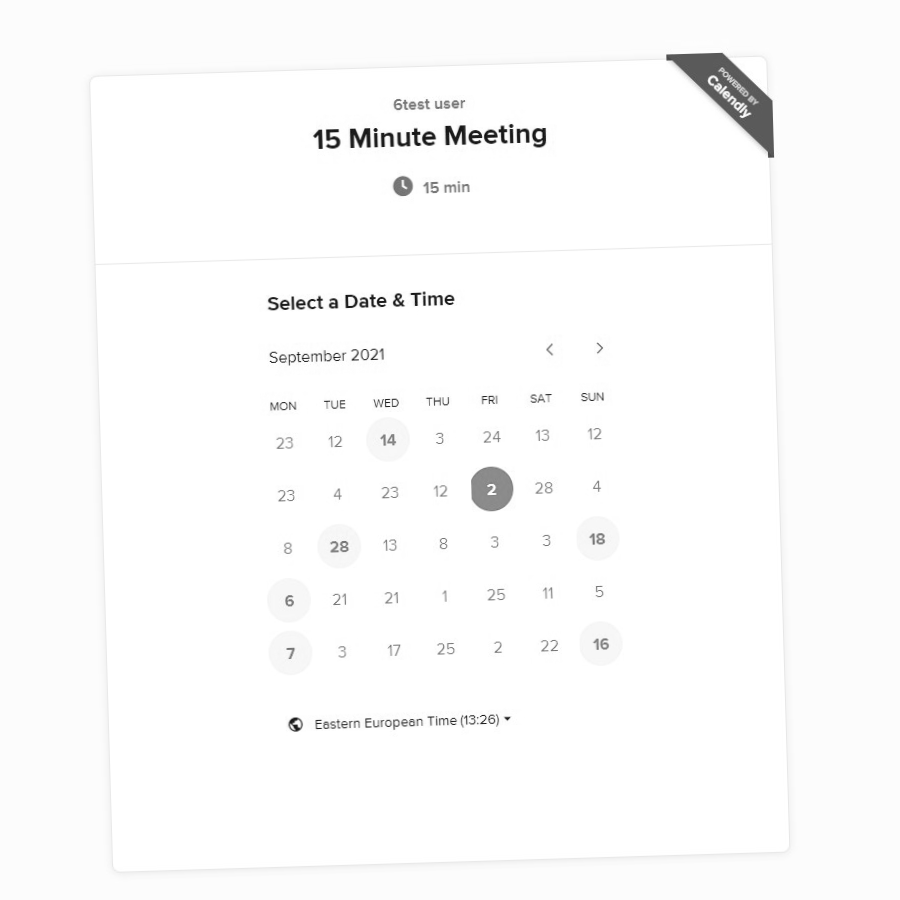 POWERED BY
Calendly
6test user
15 Minute Meeting
15 min
Select a Date & Time
September 2021
MON TUE WED THU FRI SAT SUN
23 12 14 3 24 13 12
23 4 23 12 2 28 4
8 28 13 8 3 3 18
6 21 21 1 25 11 5
7 3 17 25 2 22 16
Eastern European Time (13:26)